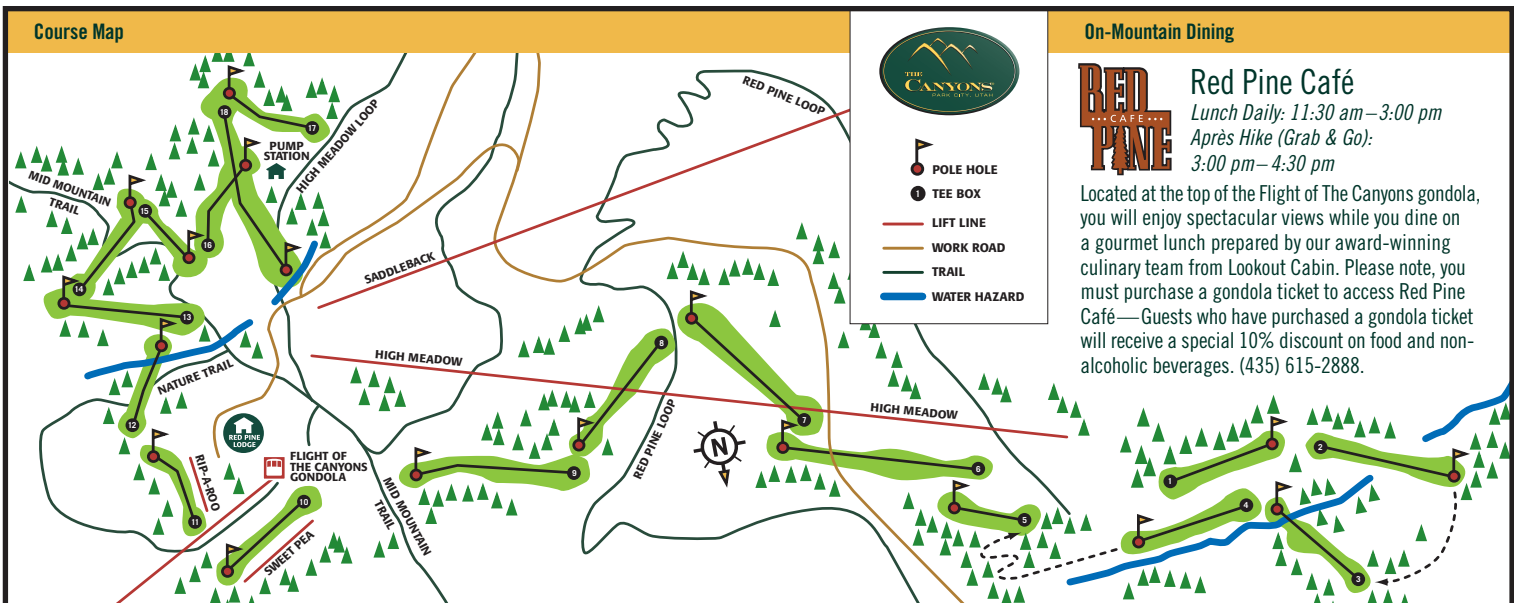 Course Map
On-Mountain Dining
THE
CANYONS
PARK CITY, UTAH
POLE HOLE
1 TEE BOX
LIFT LINE
WORK ROAD
TRAIL
WATER HAZARD
RED
CAFE
PINE
Red Pine Café
Lunch Daily: 11:30 am – 3:00 pm
Après Hike (Grab & Go):
3:00 pm – 4:30 pm
Located at the top of the Flight of The Canyons gondola,
you will enjoy spectacular views while you dine on
a gourmet lunch prepared by our award-winning
culinary team from Lookout Cabin. Please note, you
must purchase a gondola ticket to access Red Pine
Café—Guests who have purchased a gondola ticket
will receive a special 10% discount on food and non-
alcoholic beverages. (435) 615-2888.
18
17
PUMP
STATION
HIGH MEADOW LOOP
RED PINE LOOP
MID MOUNTAIN
TRAIL
15
16
SADDLEBACK
14
13
NATURE TRAIL
HIGH MEADOW
8
12
RED PINE
LODGE
RIP-A-ROO
FLIGHT OF
THE CANYONS
GONDOLA
11
10
SWEET PEA
MID MOUNTAIN
TRAIL
9
RED PINE LOOP
N
7
HIGH MEADOW
6
5
1
2
4
3